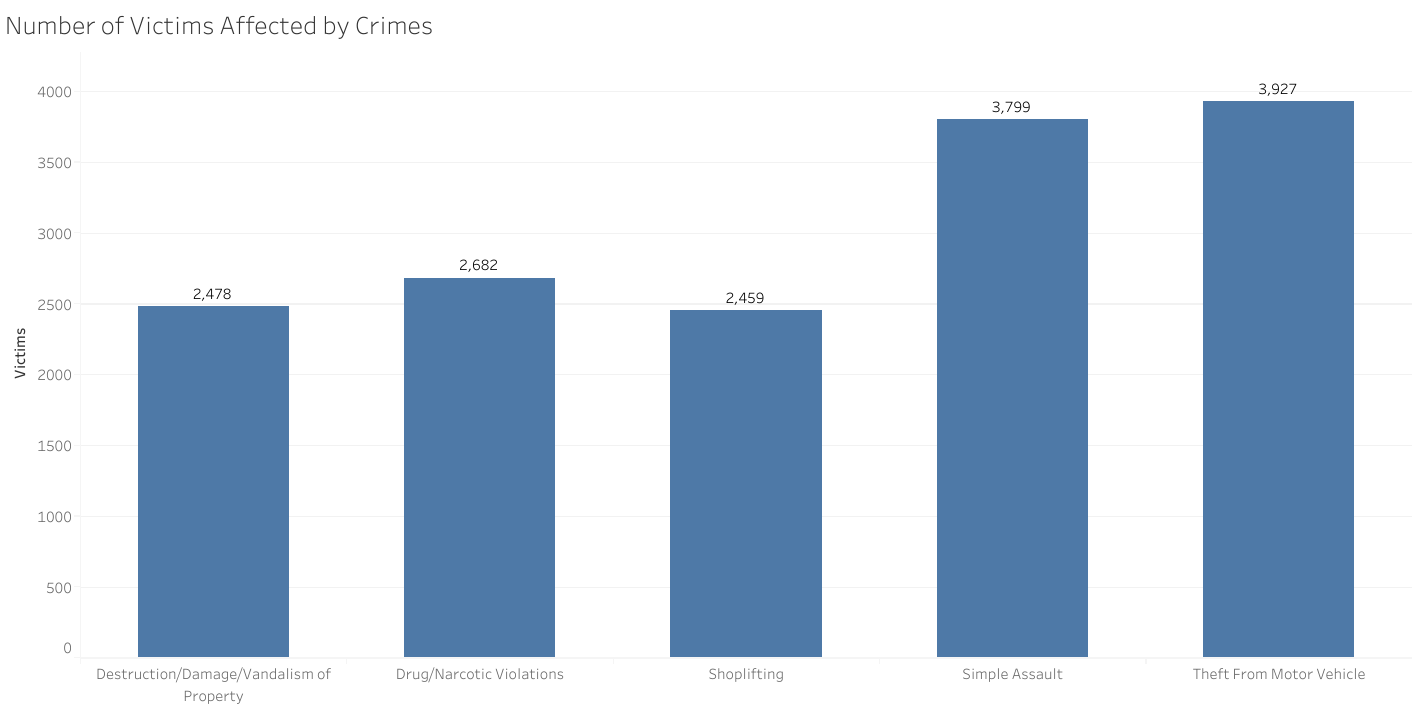 Number of Victims Affected by Crimes
Victims
4000
3500
3000
2500
2000
1500
1000
500
0
2,478
2,682
2,459
3,799
3,927
Destruction/Damage/Vandalism of
Property
Drug/Narcotic Violations
Shoplifting
Simple Assault
Theft From Motor Vehicle